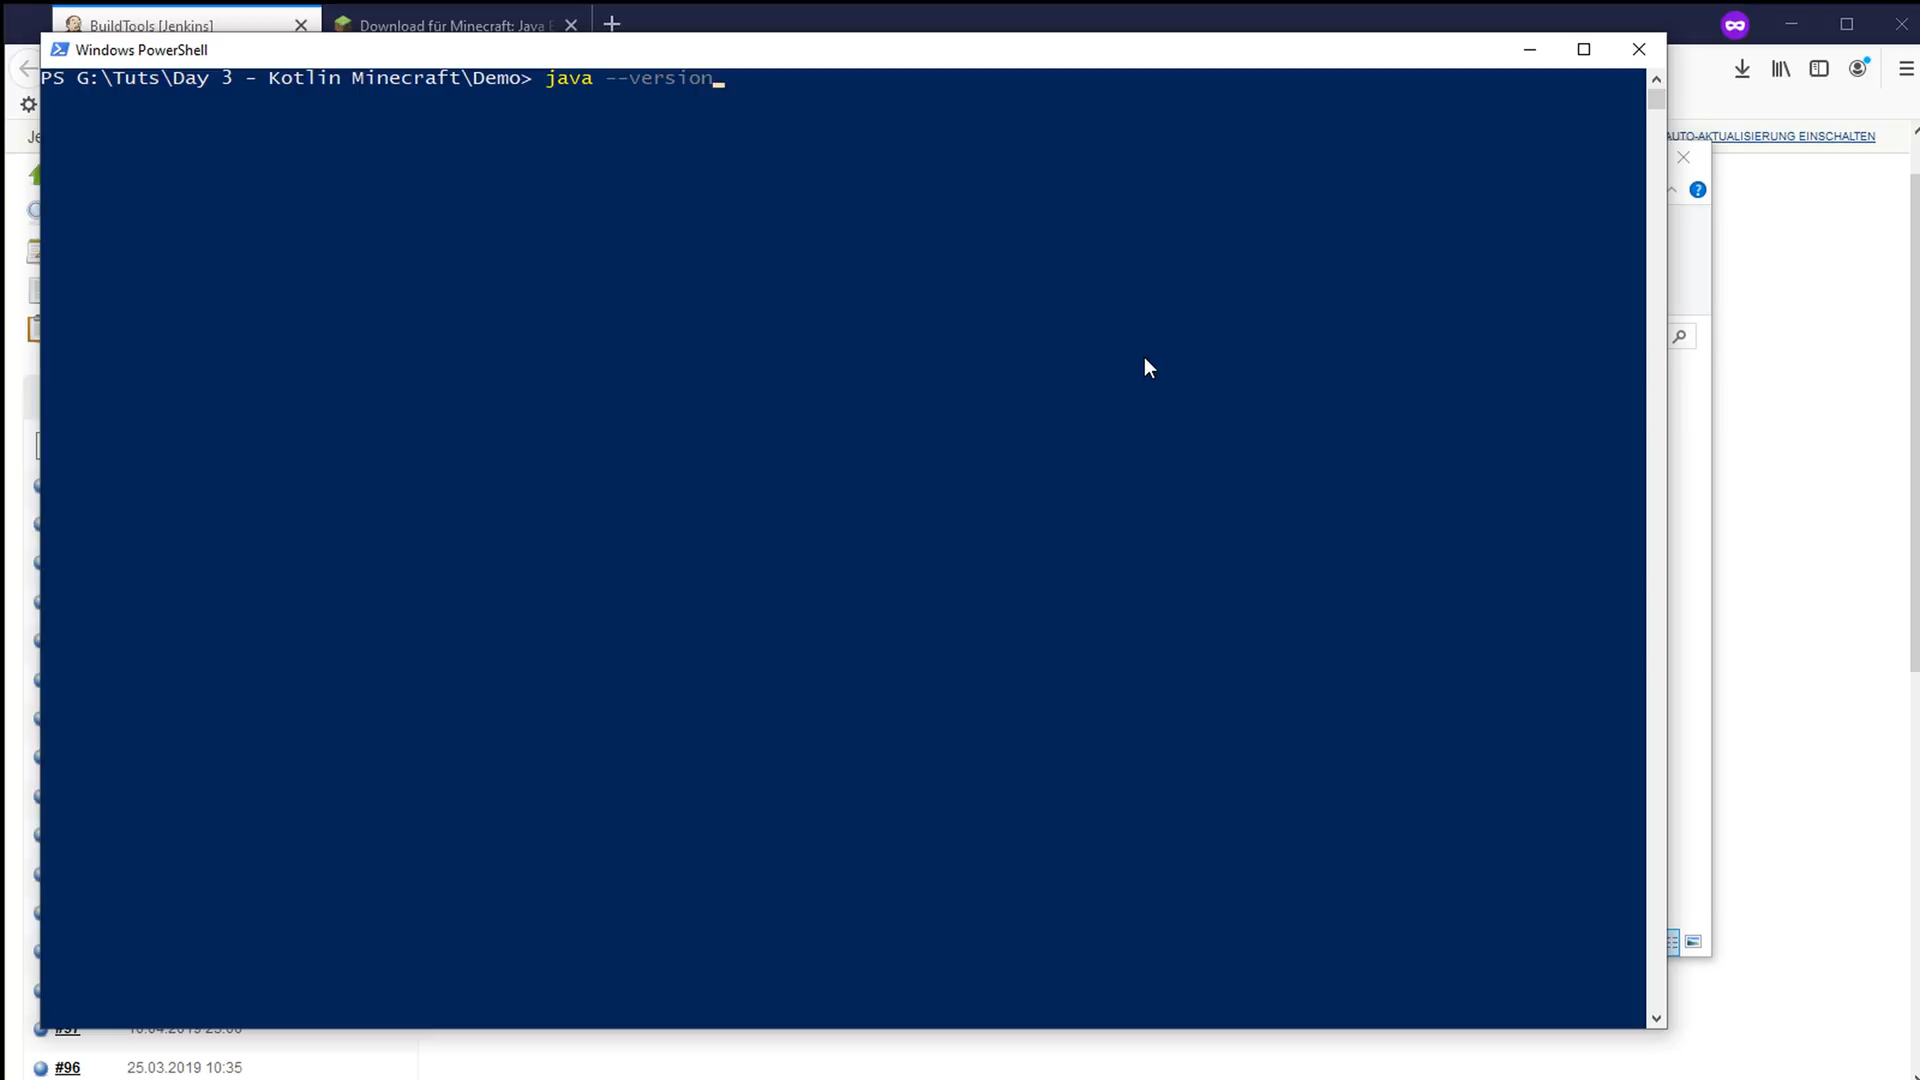 BuildTools [Jenkins]
Download für Minecraft: Java E
Windows PowerShell
PS G:\Tuts\Day 3 - Kotlin Minecraft\Demo> java --version
AUTO-AKTUALISIERUNG EINSCHALTEN
#96 25.03.2019 10:35